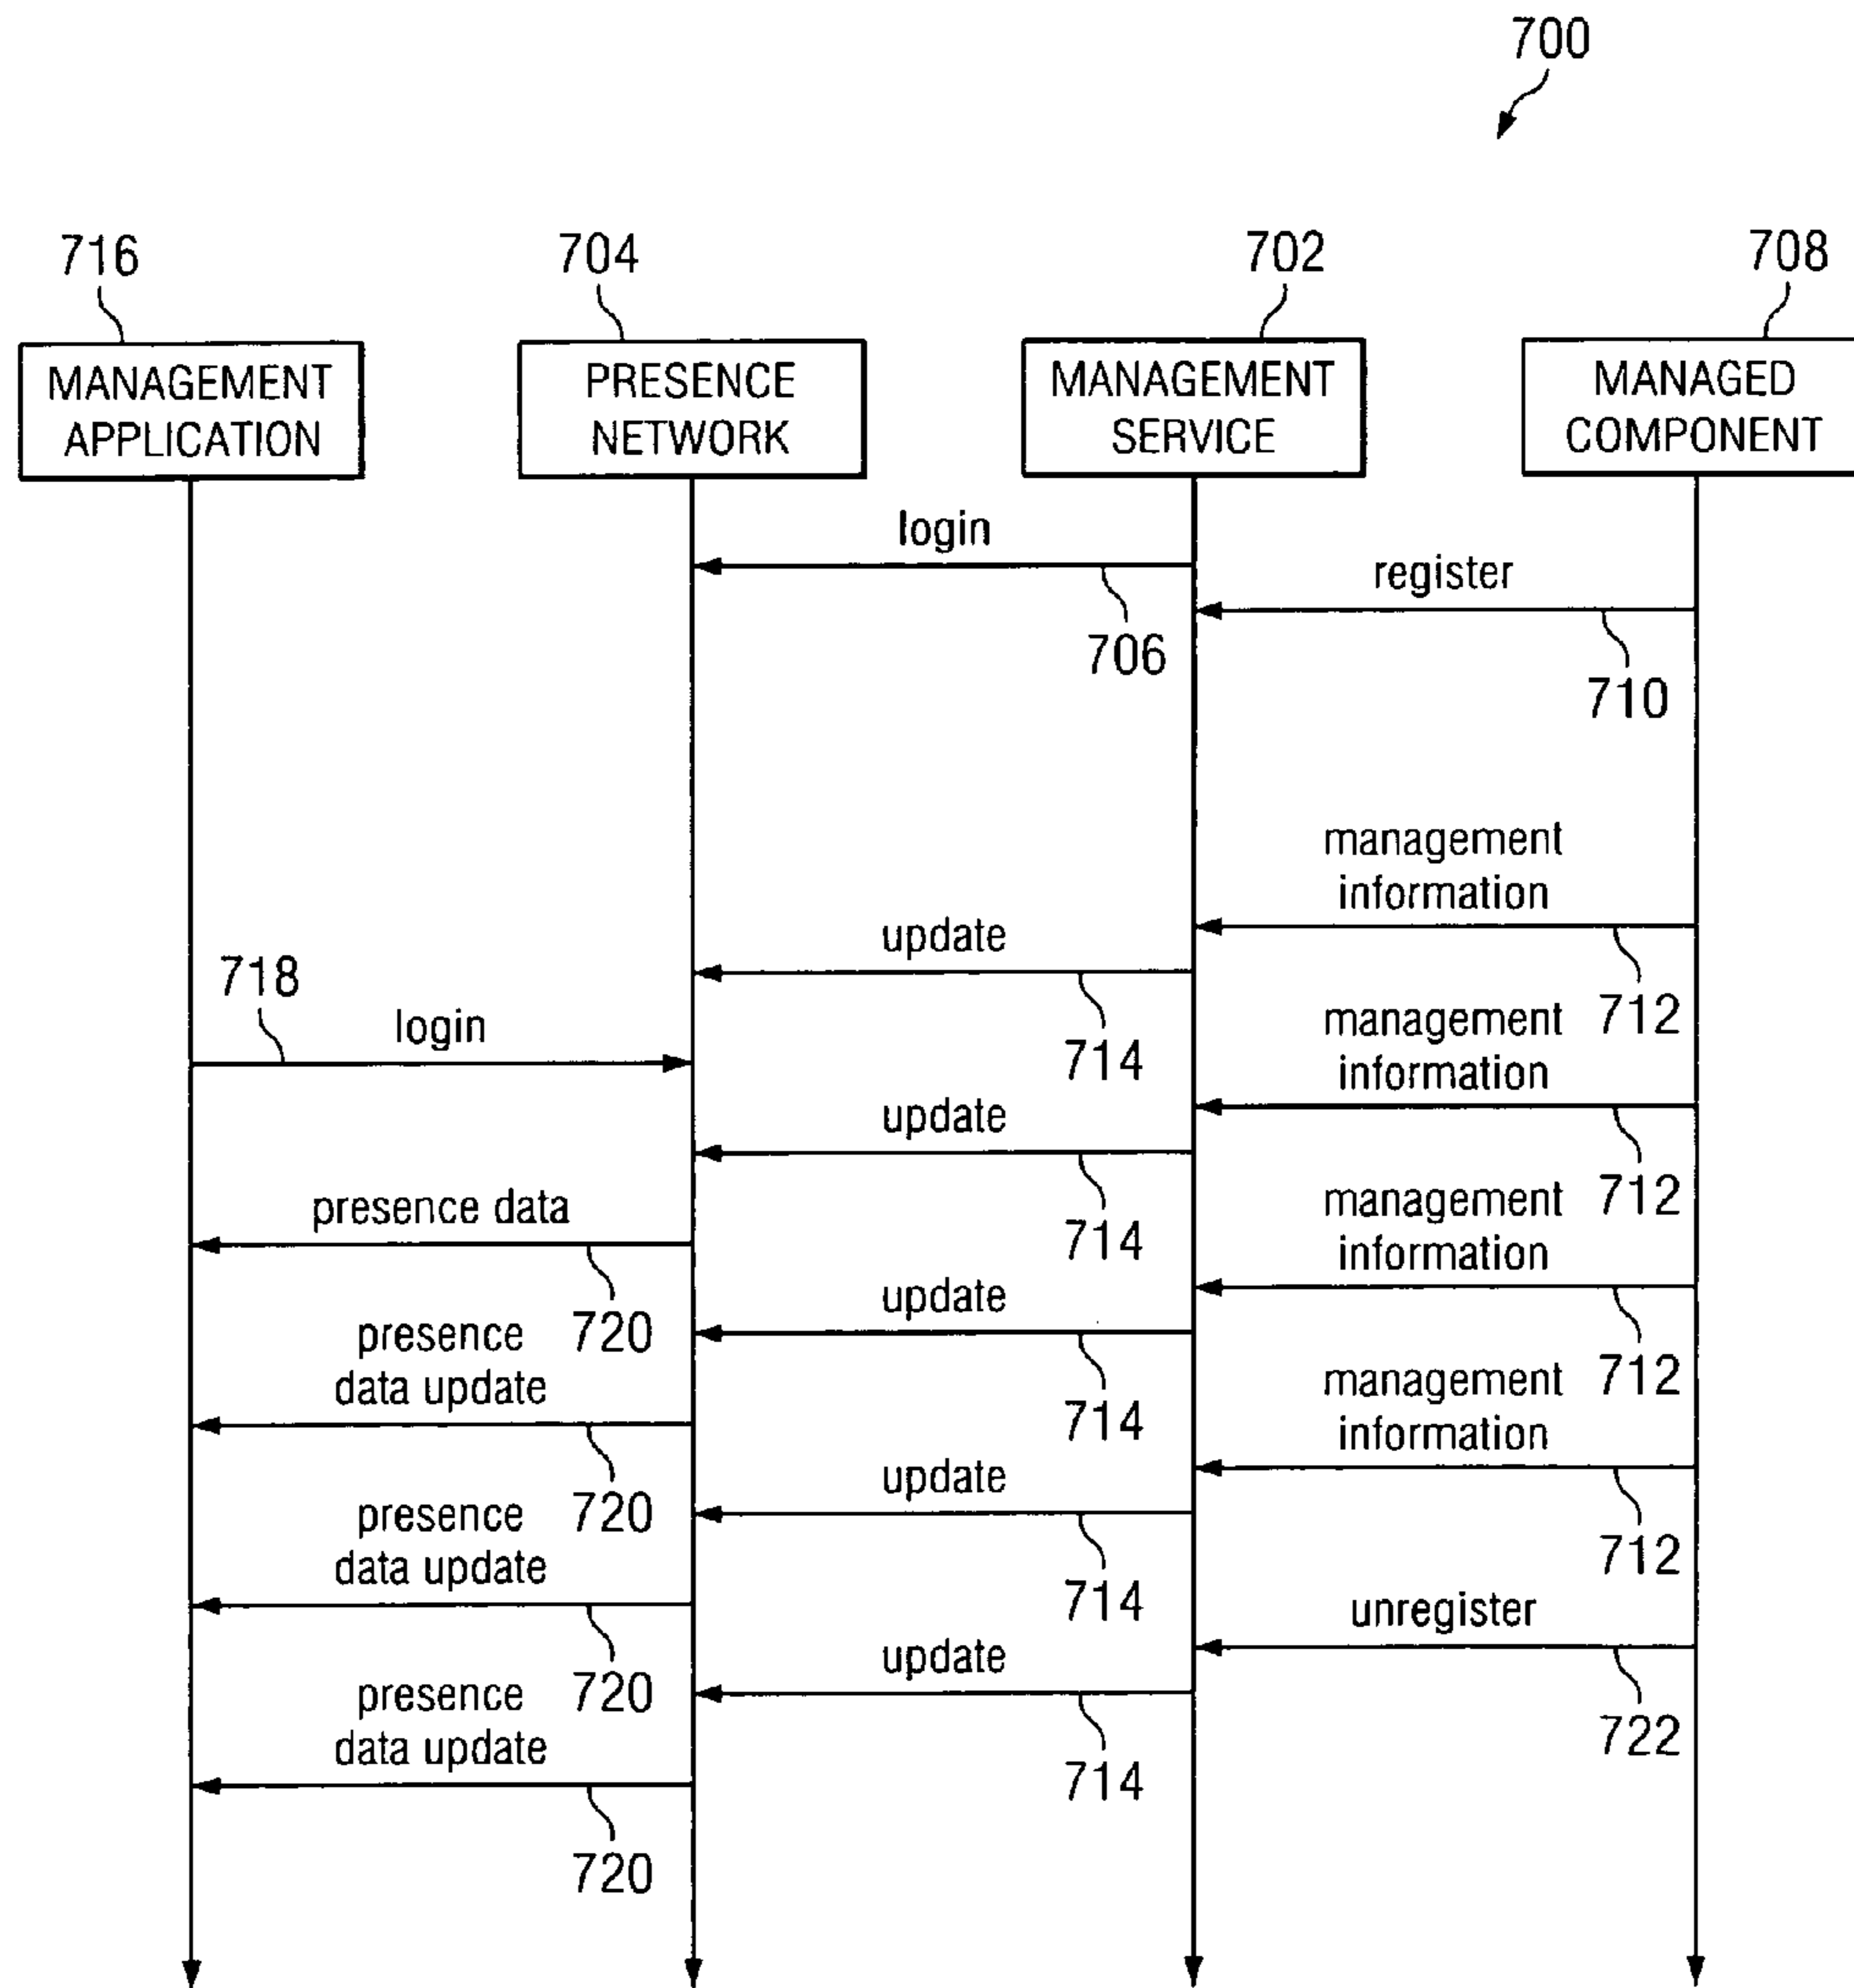 700
716
704
702
708
MANAGEMENT
APPLICATION
PRESENCE
NETWORK
MANAGEMENT
SERVICE
MANAGED
COMPONENT
login
706
register
710
management
information
712
update
714
718
login
management
information
712
update
714
presence data
720
management
information
712
update
714
presence
data update
720
management
information
712
update
714
presence
data update
720
unregister
722
update
714
presence
data update
720